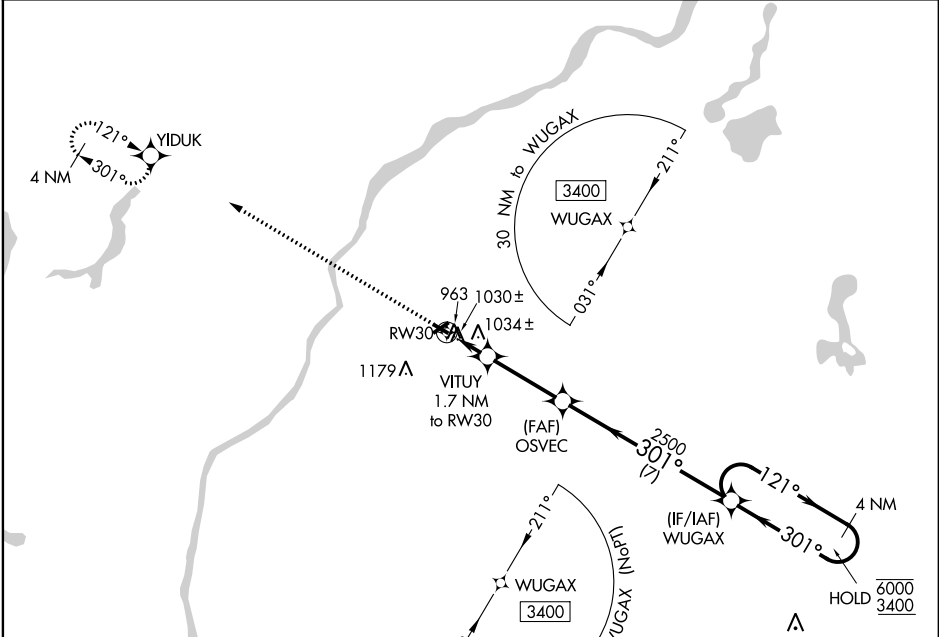 121°
YIDUK
301°
4 NM
30 NM to WUGAX
211°
3400
WUGAX
031°
963
1030±
1034±
RW30
1179
VITUY
1.7 NM
to RW30
(FAF)
OSVEC
2500
301°
(7)
121°
4 NM
(IF/IAF)
WUGAX
301°
HOLD
6000
3400
211°
WUGAX
3400
WUGAX (NoPT)